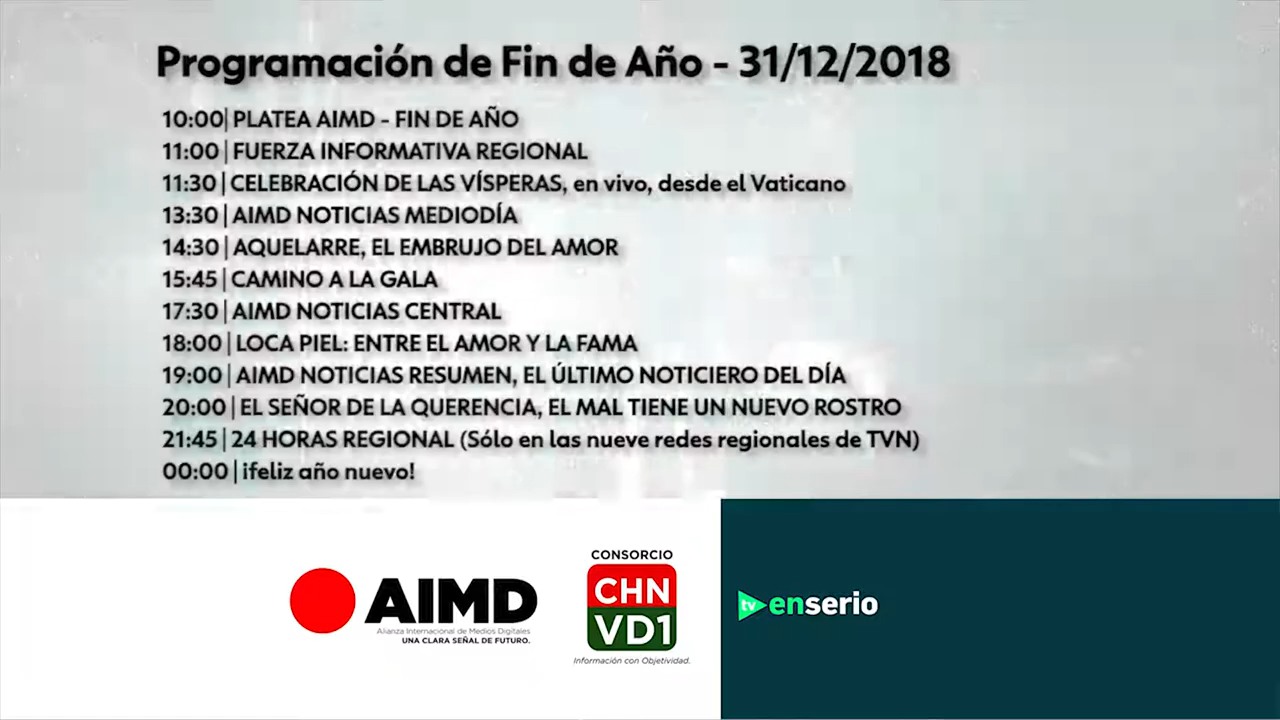 Programación de Fin de Año - 31/12/2018
10:00| PLATEA AIMD - FIN DE AÑO
11:00 | FUERZA INFORMATIVA REGIONAL
11:30 | CELEBRACIÓN DE LAS VÍSPERAS, en vivo, desde el Vaticano
13:30 | AIMD NOTICIAS MEDIODÍA
14:30 | AQUELARRE, EL EMBRUJO DEL AMOR
15:45 | CAMINO A LA GALA
17:30 | AIMD NOTICIAS CENTRAL
18:00 | LOCA PIEL: ENTRE EL AMOR Y LA FAMA
19:00 | AIMD NOTICIAS RESUMEN, EL ÚLTIMO NOTICIERO DEL DÍA
20:00 | EL SEÑOR DE LA QUERENCIA, EL MAL TIENE UN NUEVO ROSTRO
21:45 | 24 HORAS REGIONAL (Sólo en las nueve redes regionales de TVN)
00:00 | ¡feliz año nuevo!
AIMD
Alianza Internacional de Medios Digitales
UNA CLARA SEÑAL DE FUTURO.
CONSORCIO
CHN
VD1
Información con Objetividad.
tv enserio